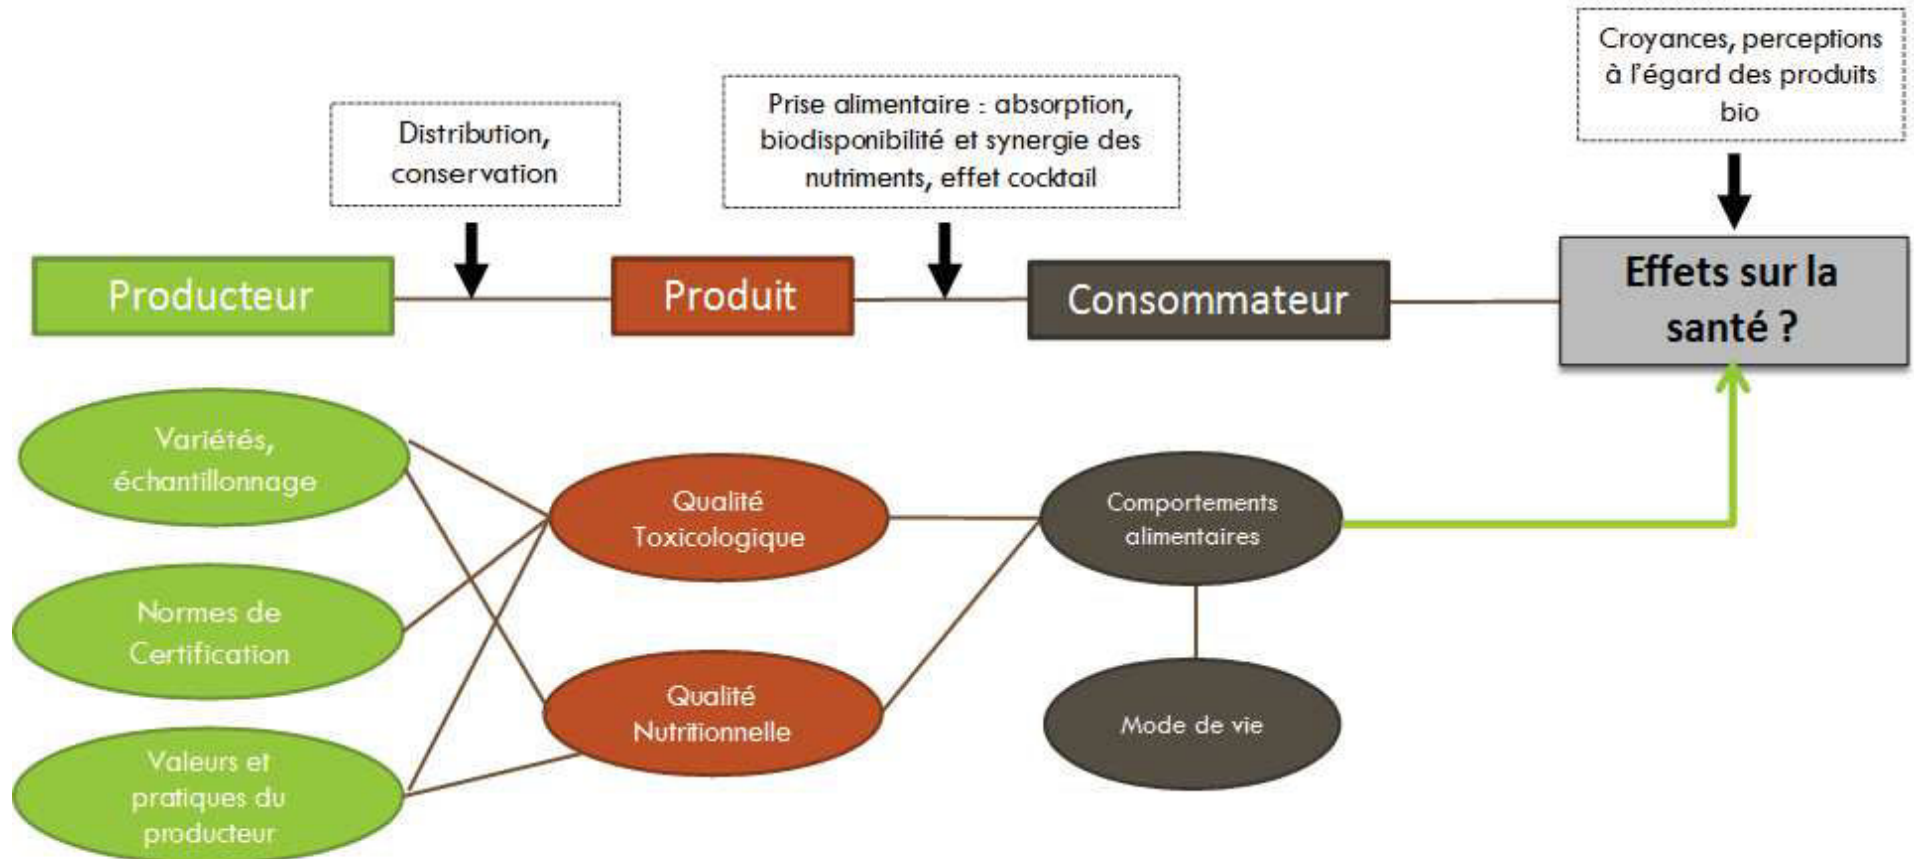 Croyances, perceptions
à l'égard des produits
bio
Prise alimentaire : absorption,
biodisponibilité et synergie des
nutriments, effet cocktail
Distribution,
conservation
Producteur
Produit
Consommateur
Effets sur la
santé ?
Variétés,
échantillonnage
Qualité
Toxicologique
Comportements
alimentaires
Normes de
Certification
Qualité
Nutritionnelle
Mode de vie
Valeurs et
pratiques du
producteur